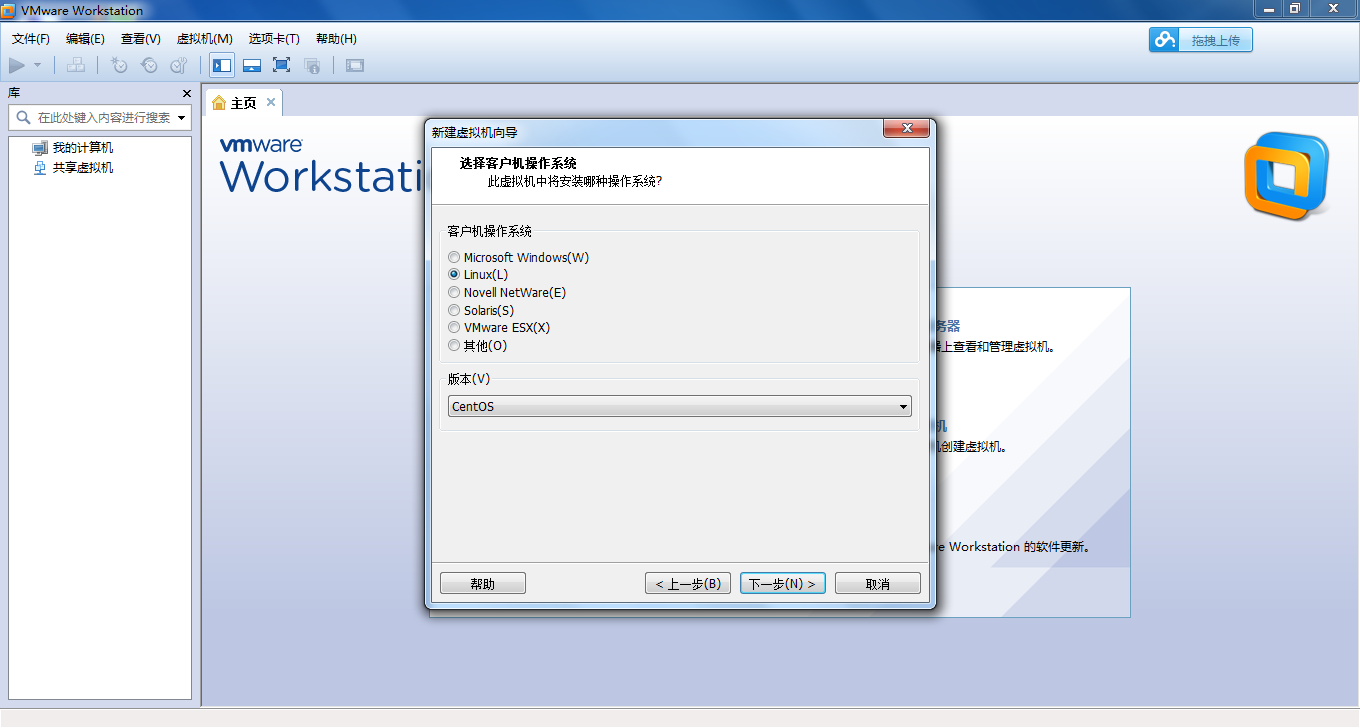 VMware Workstation
文件(F) 编辑(E) 查看(V) 虚拟机(M) 选项卡(T) 帮助(H)
拖拽上传
库
在此处键入内容进行搜索
我的计算机
共享虚拟机
主页
vmware
Workstati
新建虚拟机向导
选择客户机操作系统
此虚拟机中将安装哪种操作系统?
客户机操作系统
Microsoft Windows(W)
Linux(L)
Novell NetWare(E)
Solaris(S)
VMware ESX(X)
其他(O)
版本(V)
CentOS
帮助 < 上一步(B) 下一步(N) > 取消
务器
器上查看和管理虚拟机。
机
创建虚拟机。
e Workstation 的软件更新。